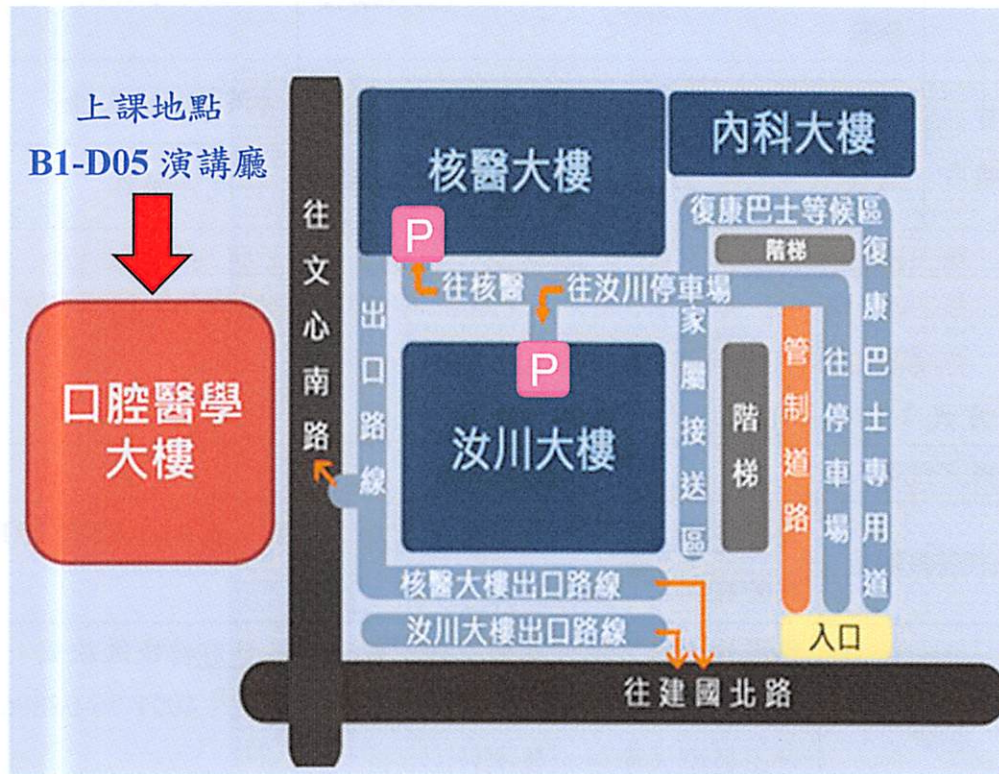 上課地點
B1-D05 演講廳
口腔醫學
大樓
往文心南路
核醫大樓
內科大樓
P
往核醫
往汝川停車場
復康巴士等候區
階梯
復康巴士專用道
出口路線
P
汝川大樓
家屬接送區
階梯
管制道路
往停車場
核醫大樓出口路線
汝川大樓出口路線
入口
往建國北路